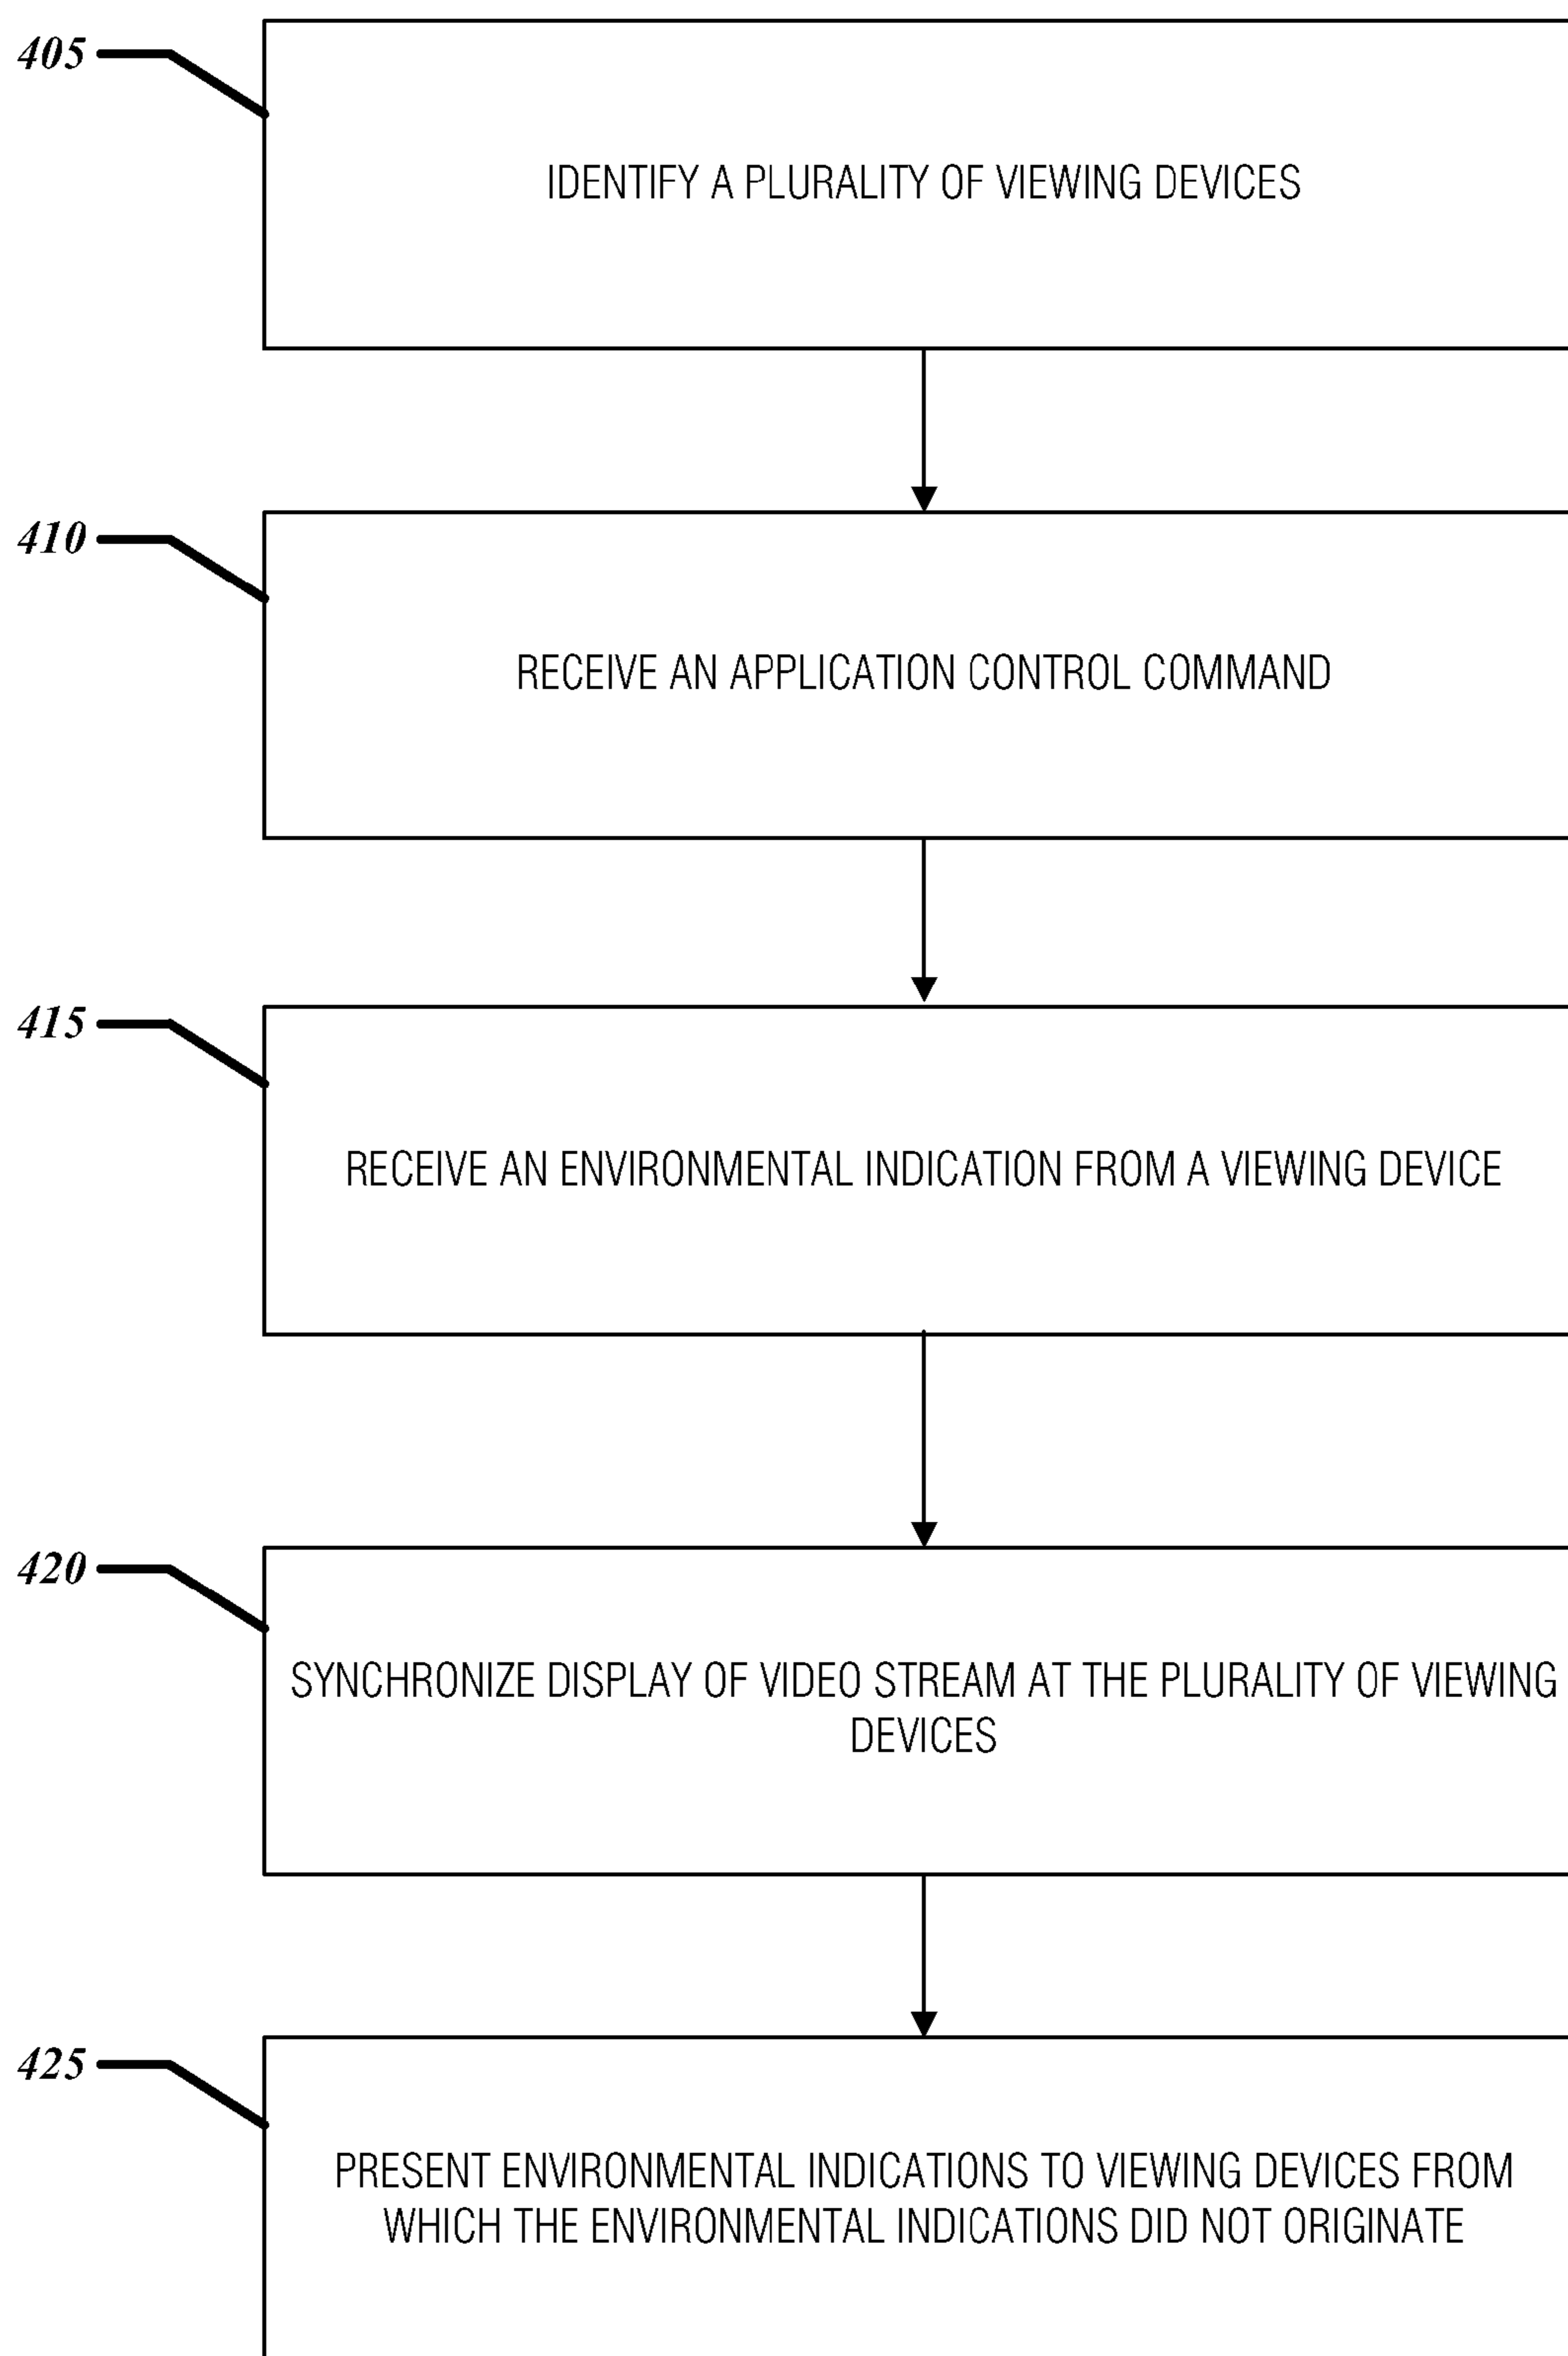 405
IDENTIFY A PLURALITY OF VIEWING DEVICES
410
RECEIVE AN APPLICATION CONTROL COMMAND
415
RECEIVE AN ENVIRONMENTAL INDICATION FROM A VIEWING DEVICE
420
SYNCHRONIZE DISPLAY OF VIDEO STREAM AT THE PLURALITY OF VIEWING
DEVICES
425
PRESENT ENVIRONMENTAL INDICATIONS TO VIEWING DEVICES FROM
WHICH THE ENVIRONMENTAL INDICATIONS DID NOT ORIGINATE